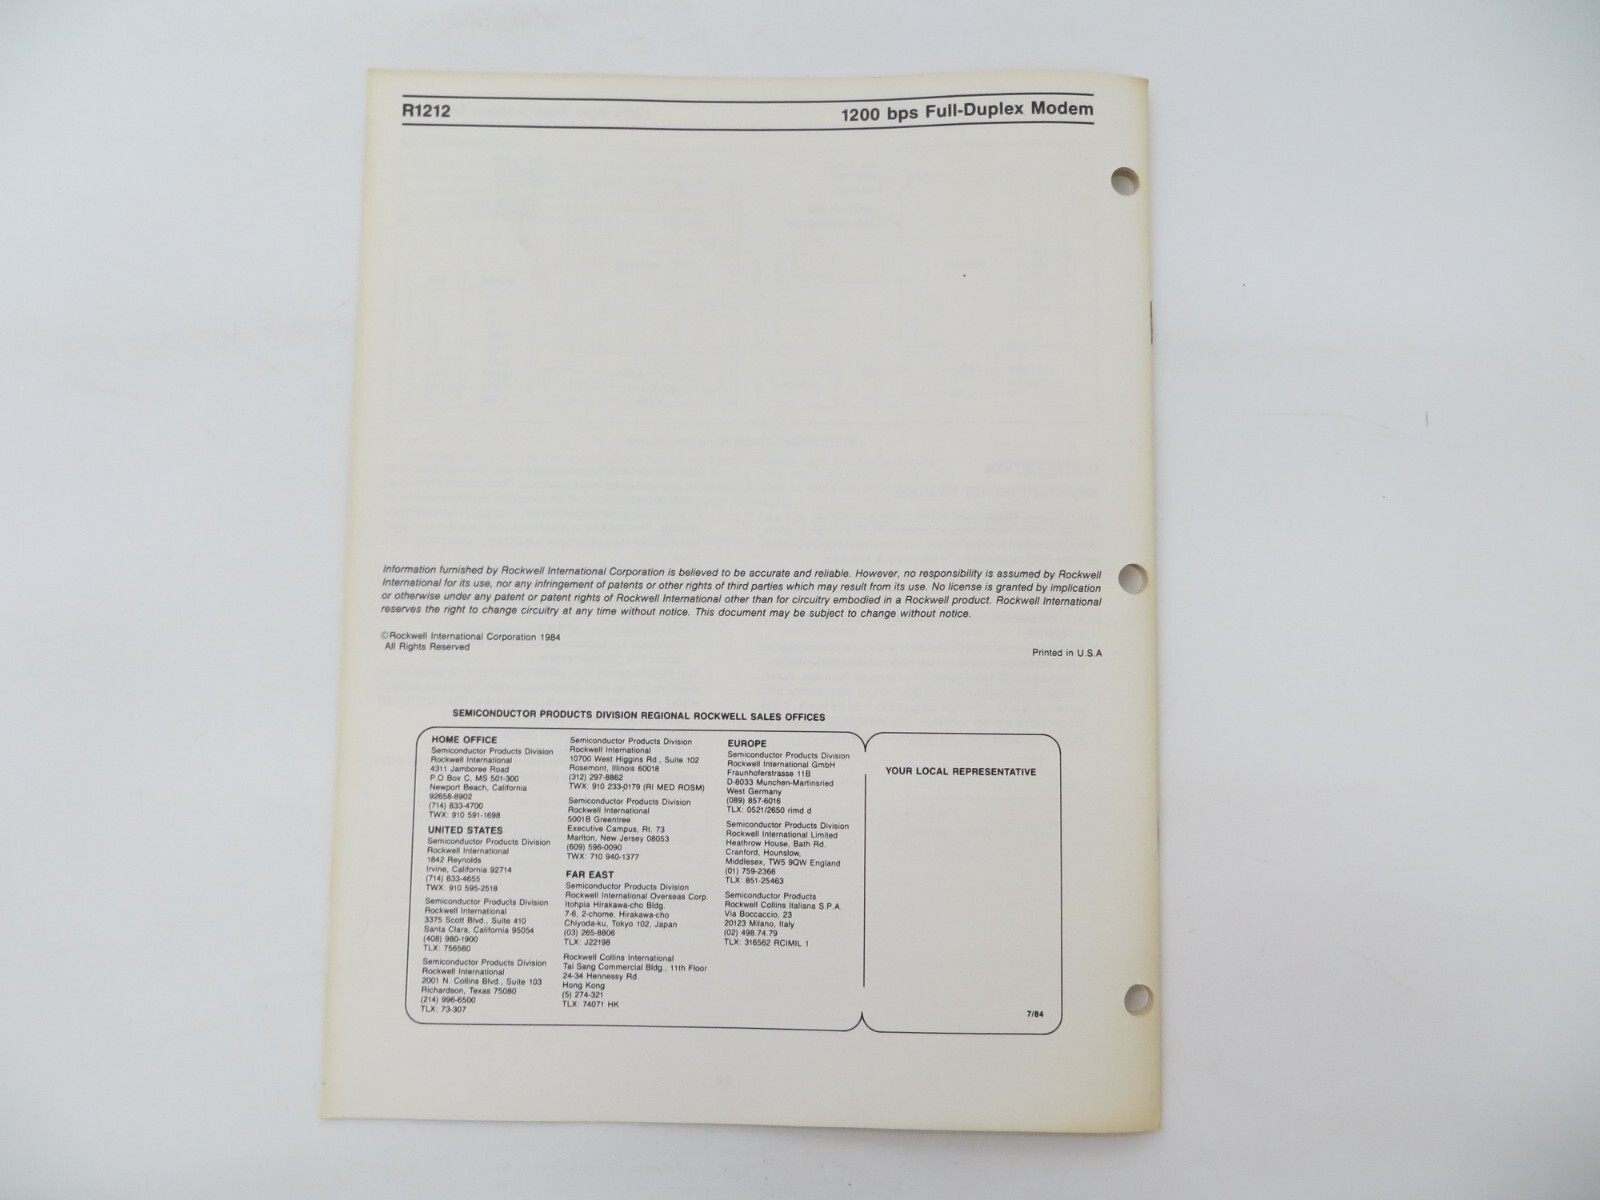 R1212
1200 bps Full-Duplex Modem
Information furnished by Rockwell International Corporation is believed to be accurate and reliable. However, no responsibility is assumed by Rockwell
International for its use, nor any infringement of patents or other rights of third parties which may result from its use. No license is granted by implication
or otherwise under any patent or patent rights of Rockwell International other than for circuitry embodied in a Rockwell product. Rockwell International
reserves the right to change circuitry at any time without notice. This document may be subject to change without notice.
©Rockwell International Corporation 1984
All Rights Reserved
Printed in U.S.A
SEMICONDUCTOR PRODUCTS DIVISION REGIONAL ROCKWELL SALES OFFICES
HOME OFFICE
Semiconductor Products Division
Rockwell International
4311 Jamboree Road
P.O Box C, MS 501-300
Newport Beach, California
92658-8902
(714) 833-4700
TWX: 910 591-1698
UNITED STATES
Semiconductor Products Division
Rockwell International
1842 Reynolds
Irvine, California 92714
(714) 833-4655
TWX: 910 595-2518
Semiconductor Products Division
Rockwell International
3375 Scott Blvd., Suite 410
Santa Clara, California 95054
(408) 980-1900
TLX: 756560
Semiconductor Products Division
Rockwell International
2001 N. Collins Blvd., Suite 103
Richardson, Texas 75080
(214) 996-6500
TLX: 73-307
Semiconductor Products Division
Rockwell International
10700 West Higgins Rd., Suite 102
Rosemont, Illinois 60018
(312) 297-8862
TWX: 910 233-0179 (RI MED ROSM)
Semiconductor Products Division
Rockwell International
5001B Greentree
Executive Campus, Rt. 73
Marlton, New Jersey 08053
(609) 596-0090
TWX: 710 940-1377
FAR EAST
Semiconductor Products Division
Rockwell International Overseas Corp.
Itohpia Hirakawa-cho Bldg.
7-6, 2-chome, Hirakawa-cho
Chiyoda-ku, Tokyo 102, Japan
(03) 265-8806
TLX: J22198
Rockwell Collins International
Tai Sang Commercial Bldg., 11th Floor
24-34 Hennessy Rd.
Hong Kong
(5) 274-321
TLX: 74071 HK
EUROPE
Semiconductor Products Division
Rockwell International GmbH
Fraunhoferstrasse 11B
D-8033 Munchen-Martinsried
West Germany
(089) 857-6016
TLX: 0521/2650 rimd d
Semiconductor Products Division
Rockwell International Limited
Heathrow House, Bath Rd.
Cranford, Hounslow,
Middlesex, TW5 9QW England
(01) 759-2366
TLX: 851-25463
Semiconductor Products
Rockwell Collins Italiana S.P.A.
Via Boccaccio, 23
20123 Milano, Italy
(02) 498.74.79
TLX: 316562 RCIMIL 1
YOUR LOCAL REPRESENTATIVE
7/84